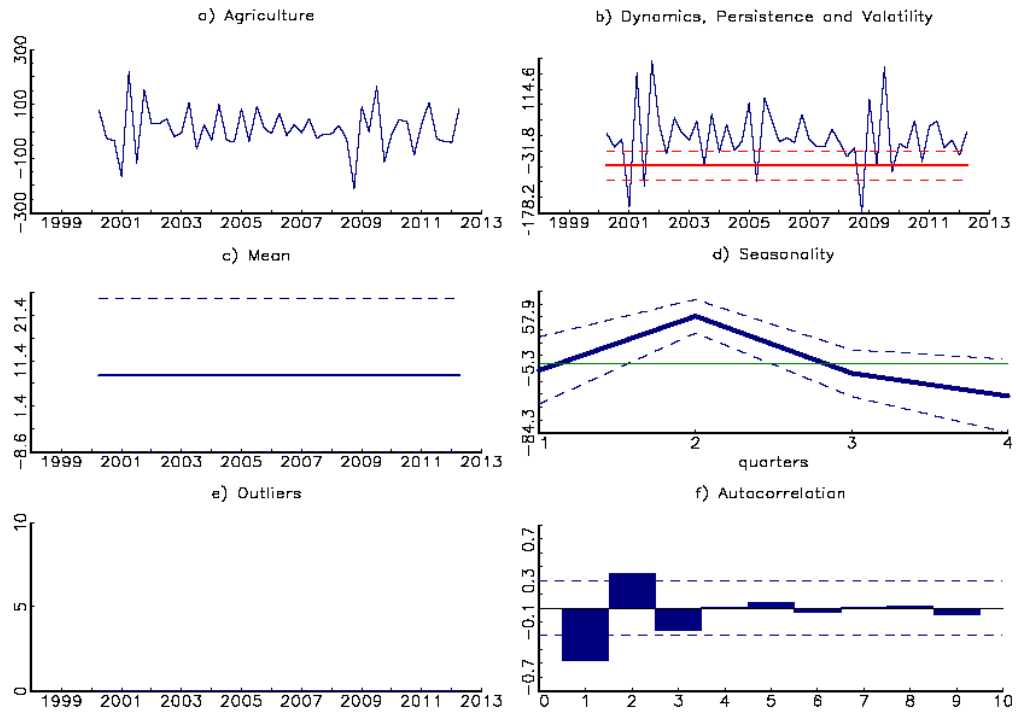 a) Agriculture
300
100
-100
-300
1999 2001 2003 2005 2007 2009 2011 2013
b) Dynamics, Persistence and Valatility
114.6
-31.8
-31.8
-178.2
1999 2001 2003 2005 2007 2009 2011 2013
c) Mean
21.4
11.4
1.4
-8.6
1999 2001 2003 2005 2007 2009 2011 2013
d) Seasonality
57.9
-5.3
-84.3
1 2 3 4
quarters
e) Outliers
10
5
0
1999 2001 2003 2005 2007 2009 2011 2013
f) Autocorrelation
0.7
0.3
-0.1
-0.7
0 1 2 3 4 5 6 7 8 9 10